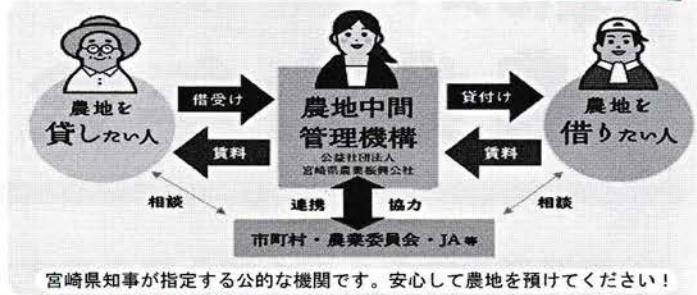 農地を
貸したい人
借受け
賃料
農地中間
管理機構
公益社団法人
宮崎県農業振興公社
貸付け
賃料
農地を
借りたい人
相談
連携 協力
相談
市町村・農業委員会・JA等
宮崎県知事が指定する公的な機関です。安心して農地を預けてください！